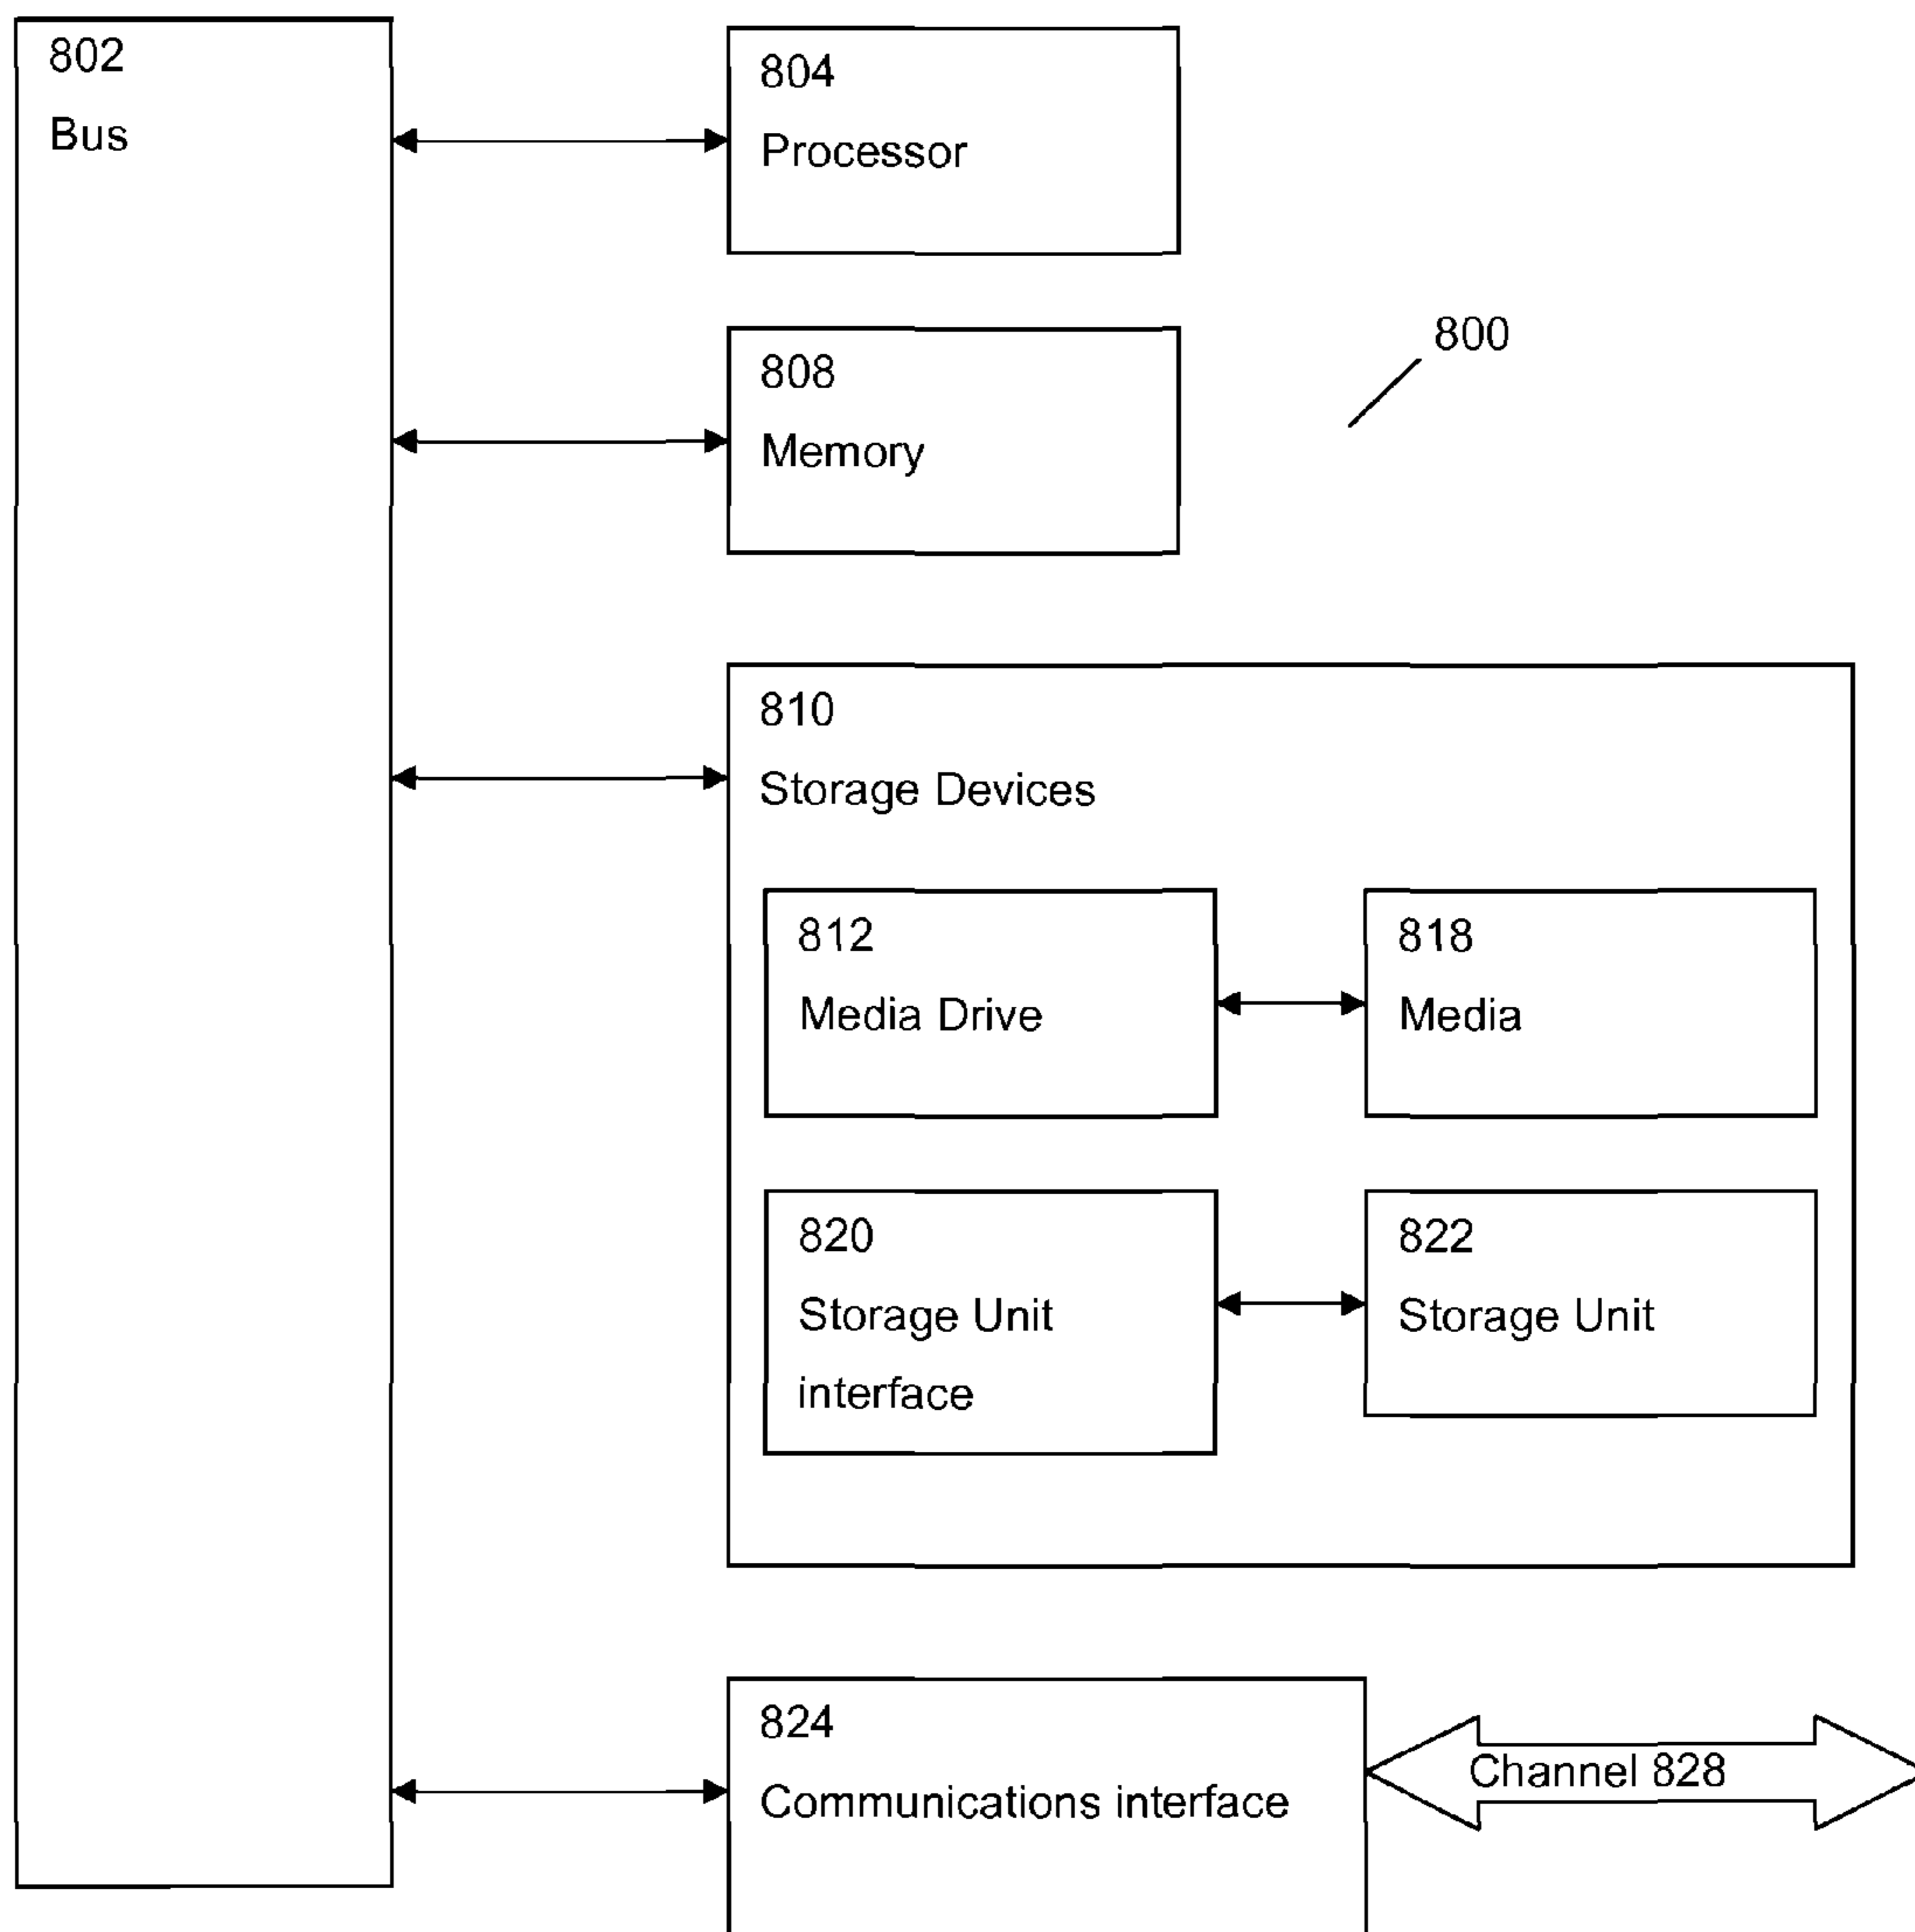 802
Bus
804
Processor
800
808
Memory
810
Storage Devices
812
Media Drive
818
Media
820
Storage Unit
interface
822
Storage Unit
824
Communications interface
Channel 828